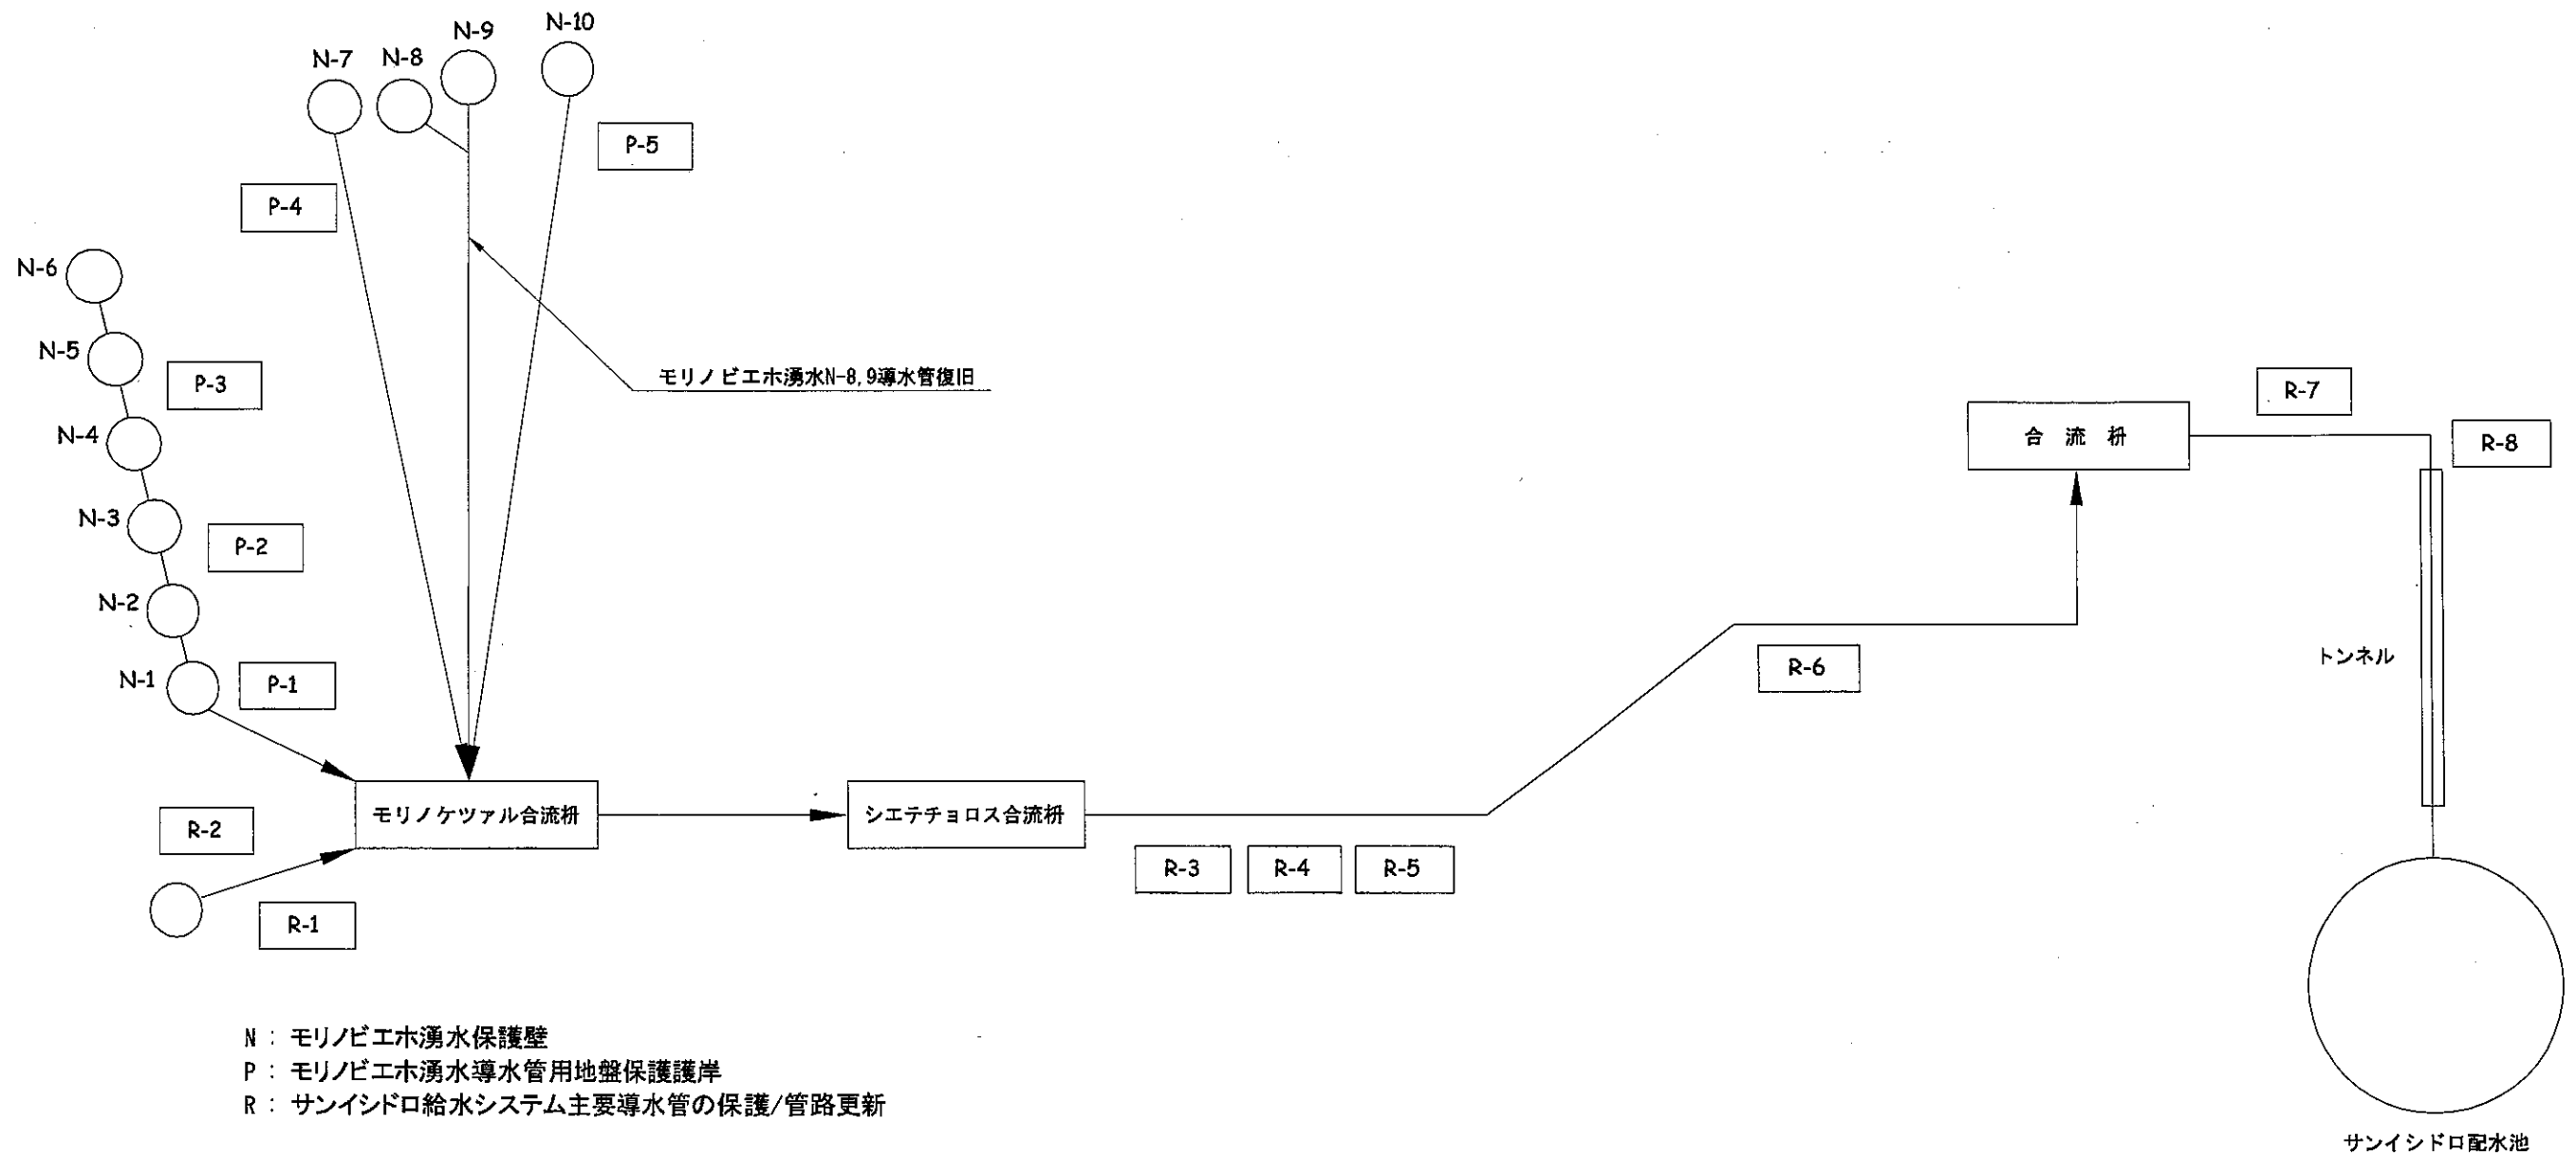 N-10
N-9
N-8
N-7
P-5
P-4
N-6
N-5
P-3
モリノビエホ湧水N-8,9導水管復旧
R-7
N-4
合流枡
R-8
N-3
P-2
N-2
トンネル
R-6
N-1
P-1
モリノケツァル合流枡
シエテチョロス合流枡
R-2
R-3
R-4
R-5
R-1
N : モリノビエホ湧水保護壁
P : モリノビエホ湧水導水管用地盤保護護岸
R : サンイシドロ給水システム主要導水管の保護/管路更新
サンイシドロ配水池